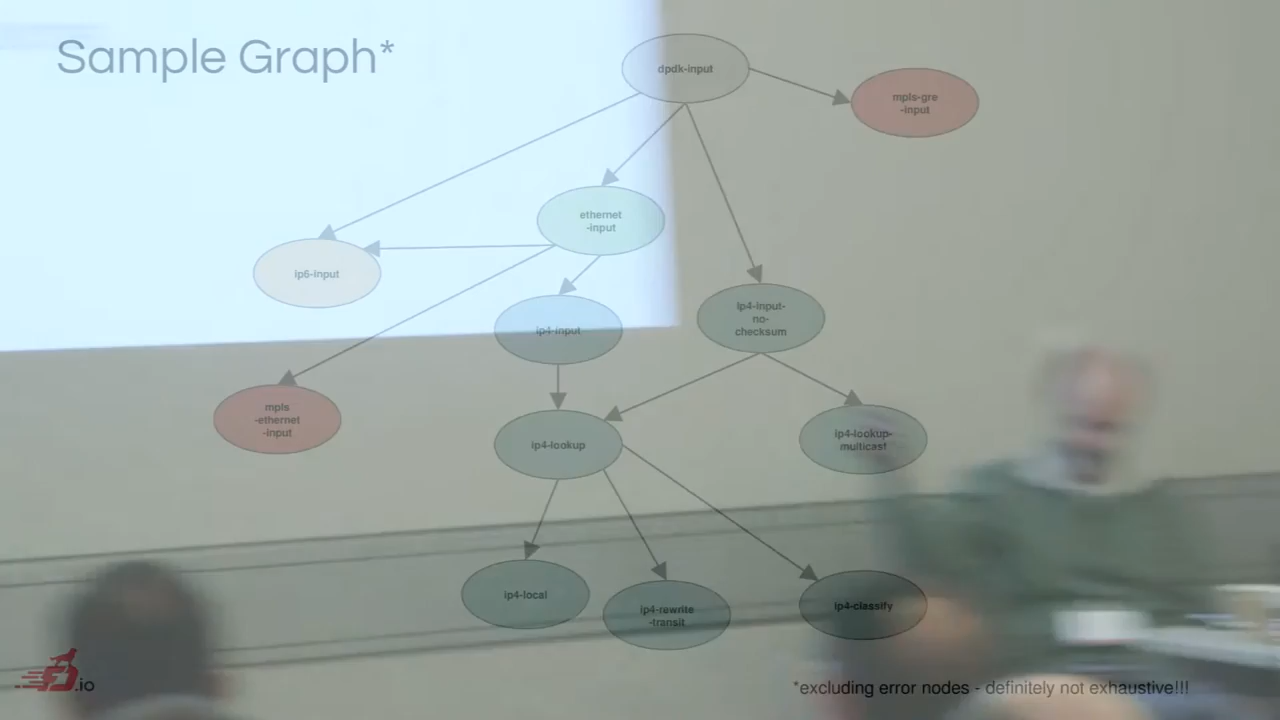 Sample Graph*
dpdk-input
mpls-gre
-input
ethernet
-input
ip6-input
ip4-input
ip4-input-
no-
checksum
mpls
-ethernet
-input
ip4-lookup
ip4-lookup-
multicast
ip4-local
ip4-rewrite
-transit
ip4-classify
.io
*excluding error nodes - definitely not exhaustive!!!